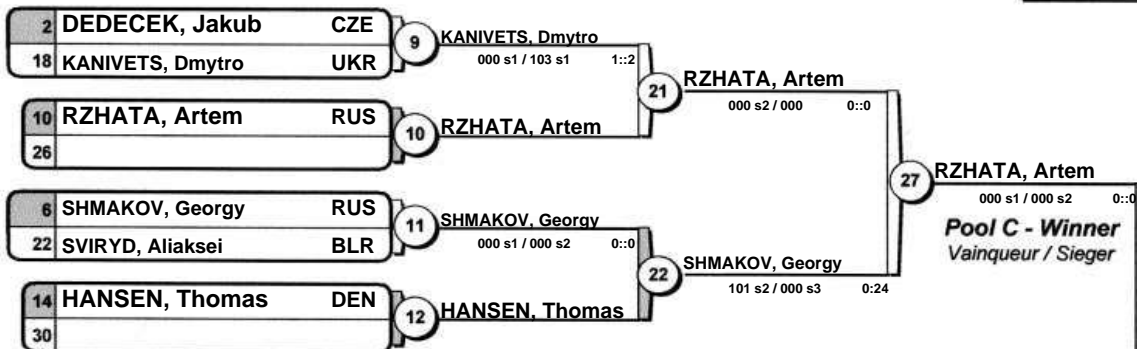 2 DEDECEK, Jakub CZE
18 KANIVETS, Dmytro UKR
9
KANIVETS, Dmytro
000 s1 / 103 s1 1::2
10 RZHATA, Artem RUS
26
10
RZHATA, Artem
21
RZHATA, Artem
000 s2 / 000 0::0
6 SHMAKOV, Georgy RUS
22 SVIRYD, Aliaksei BLR
11
SHMAKOV, Georgy
000 s1 / 000 s2 0::0
14 HANSEN, Thomas DEN
30
12
HANSEN, Thomas
22
SHMAKOV, Georgy
101 s2 / 000 s3 0:24
27
RZHATA, Artem
000 s1 / 000 s2 0::0
Pool C - Winner
Vainqueur / Sieger